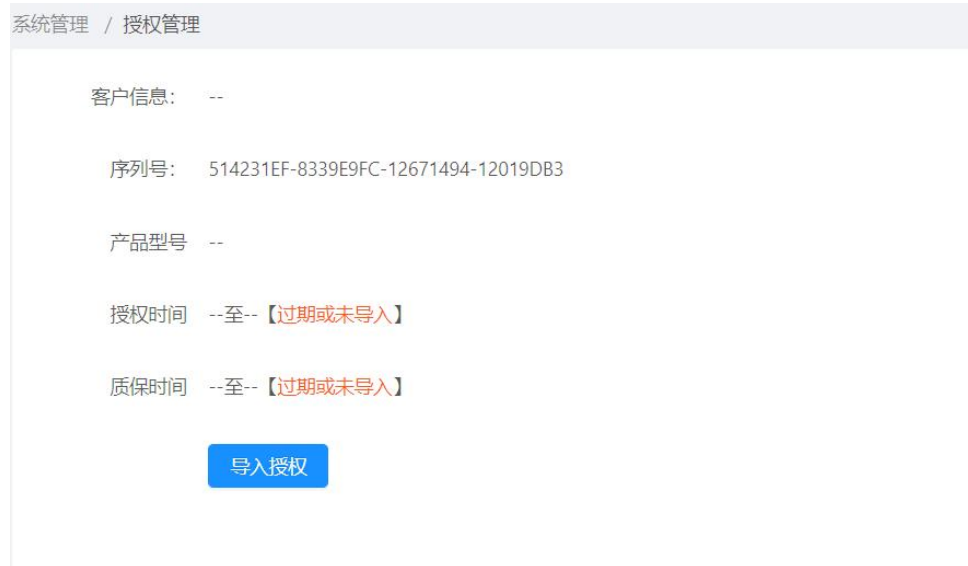 系统管理 / 授权管理
客户信息： --
序列号： 514231EF-8339E9FC-12671494-12019DB3
产品型号 --
授权时间 --至--【过期或未导入】
质保时间 --至--【过期或未导入】
导入授权